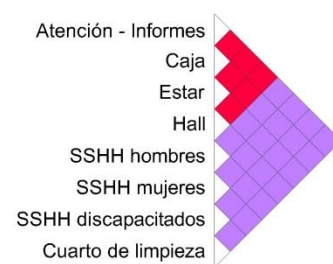 Atención - Informes
Caja
Estar
Hall
SSHH hombres
SSHH mujeres
SSHH discapacitados
Cuarto de limpieza